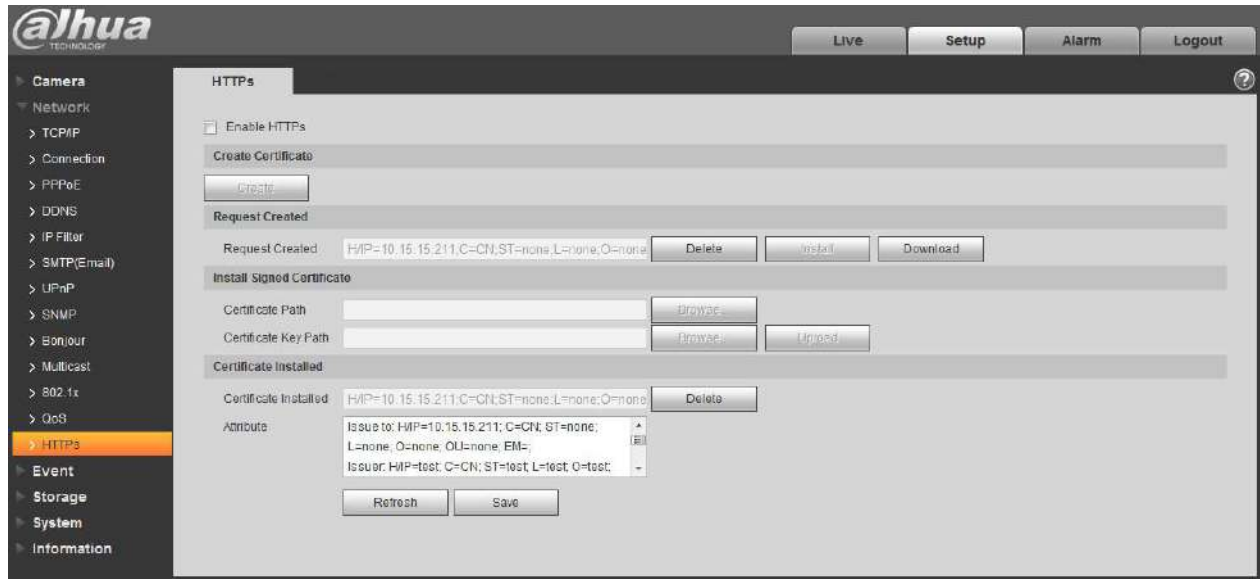 alhua
TECHNOLOGY
Live
Setup
Alarm
Logout
Camera
Network
TCP/IP
Connection
PPPoE
DDNS
IP Filter
SMTP(Email)
UPnP
SNMP
Bonjour
Multicast
802.1x
QoS
HTTPs
Event
Storage
System
Information
HTTPs
?
Enable HTTPs
Create Certificate
Create
Request Created
Request Created H/IP=10.15.15.211;C=CN;ST=none;L=none;O=none Delete Install Download
Install Signed Certificate
Certificate Path Browse...
Certificate Key Path Browse... Upload
Certificate Installed
Certificate Installed H/IP=10.15.15.211;C=CN;ST=none;L=none;O=none Delete
Attribute
Issue to: H/IP=10.15.15.211; C=CN; ST=none;
L=none; O=none; OU=none; EM=;
Issuer: H/IP=test; C=CN; ST=test; L=test; O=test;
Refresh Save